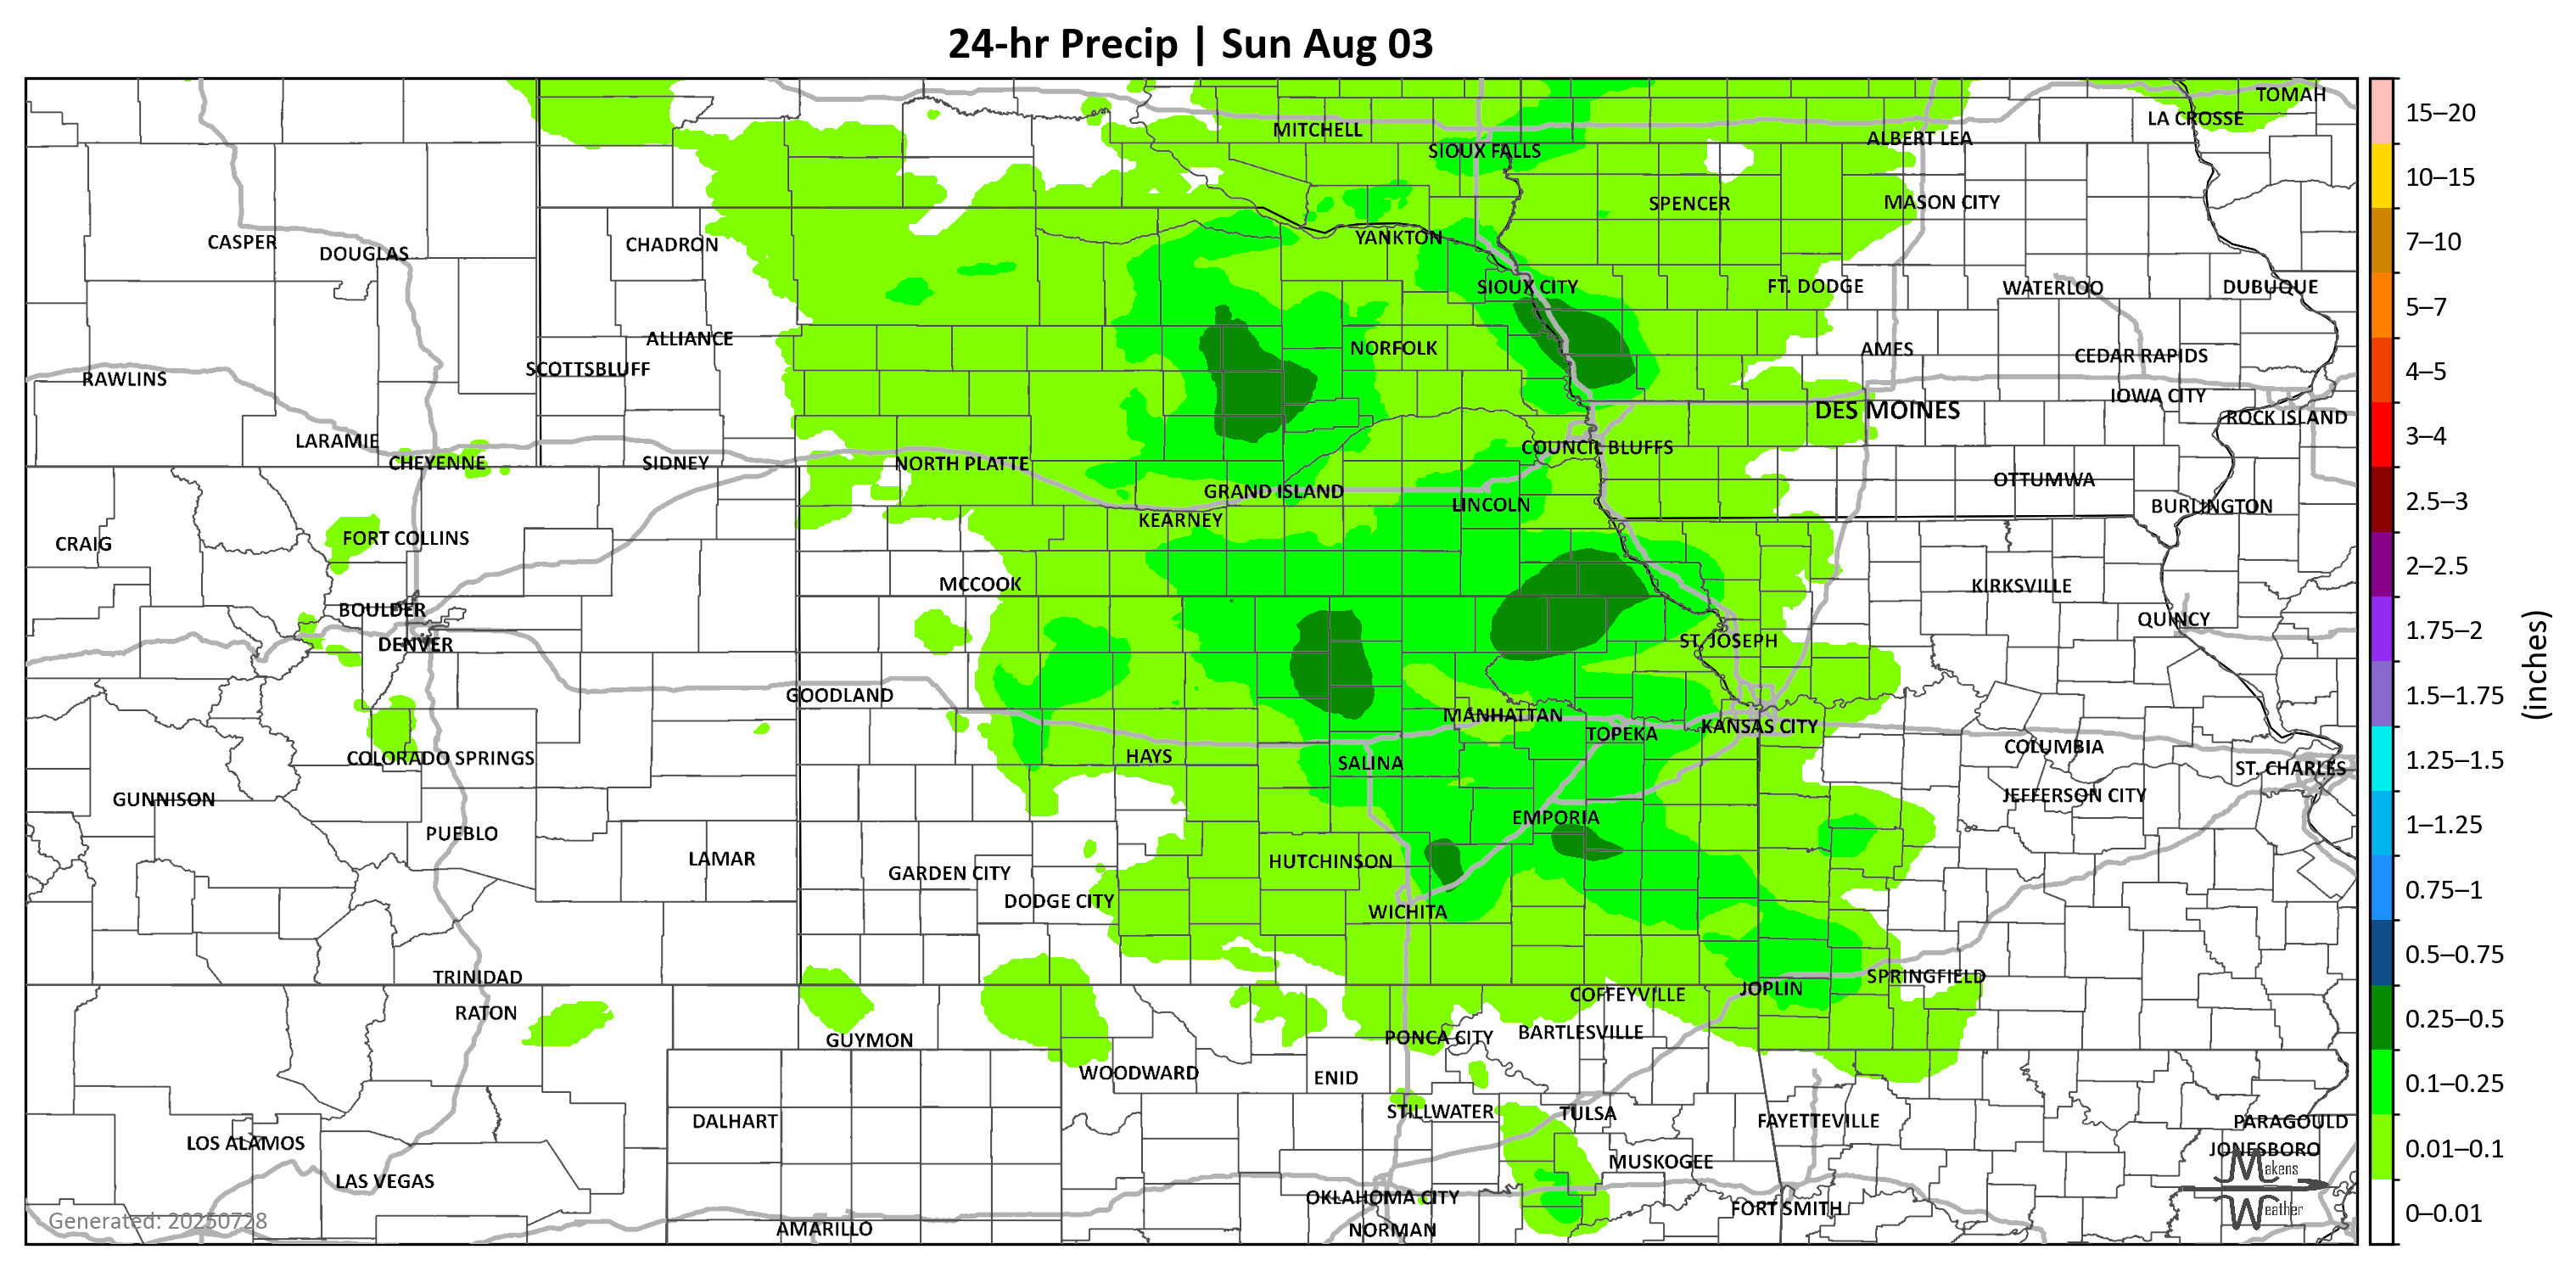 24-hr Precip | Sun Aug 03
TOMAH
LA CROSSE
MITCHELL
ALBERT LEA
SIOUX FALLS
SPENCER
MASON CITY
YANKTON
CASPER
DOUGLAS
CHADRON
SIOUX CITY
FT. DODGE
WATERLOO
DUBUQUE
ALLIANCE
NORFOLK
AMES
CEDAR RAPIDS
SCOTTSBLUFF
RAWLINS
IOWA CITY
DES MOINES
ROCK ISLAND
LARAMIE
COUNCIL BLUFFS
CHEYENNE
SIDNEY
NORTH PLATTE
OTTUMWA
GRAND ISLAND
LINCOLN
BURLINGTON
KEARNEY
CRAIG
FORT COLLINS
MCCOOK
KIRKSVILLE
BOULDER
QUINCY
DENVER
ST. JOSEPH
GOODLAND
MANHATTAN
KANSAS CITY
TOPEKA
COLUMBIA
COLORADO SPRINGS
HAYS
SALINA
ST. CHARLES
GUNNISON
JEFFERSON CITY
EMPORIA
PUEBLO
LAMAR
HUTCHINSON
GARDEN CITY
DODGE CITY
WICHITA
TRINIDAD
SPRINGFIELD
JOPLIN
COFFEYVILLE
RATON
BARTLESVILLE
GUYMON
PONCA CITY
WOODWARD
ENID
STILLWATER
TULSA
DALHART
FAYETTEVILLE
PARAGOULD
LOS ALAMOS
JONESBORO
MUSKOGEE
LAS VEGAS
OKLAHOMA CITY
FORT SMITH
AMARILLO
NORMAN
Generated: 20250728
Makens
Weather
15–20
10–15
7–10
5–7
4–5
3–4
2.5–3
2–2.5
1.75–2
1.5–1.75
1.25–1.5
1–1.25
0.75–1
0.5–0.75
0.25–0.5
0.1–0.25
0.01–0.1
0–0.01
(inches)